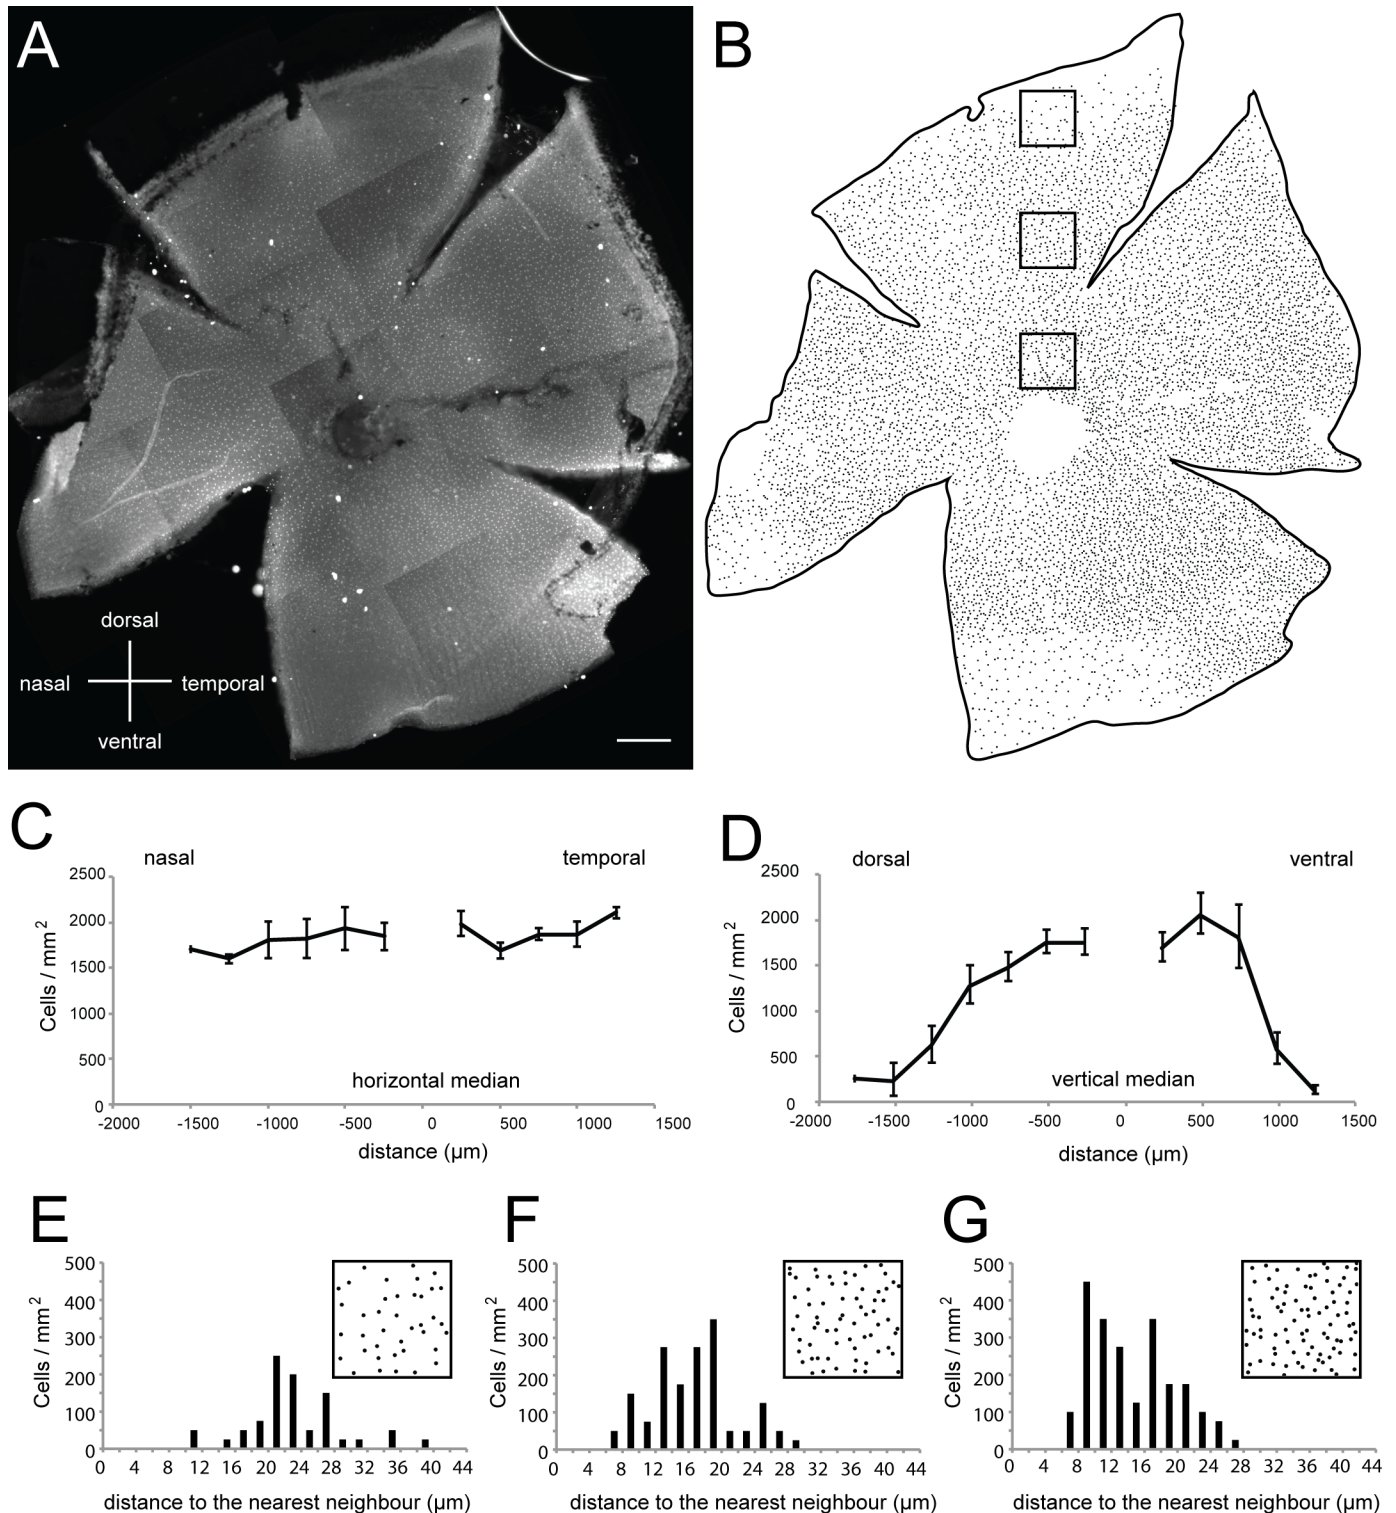 A
B
dorsal
nasal temporal
ventral
C
nasal temporal
2500
2000
1500
1000
500
0
Cells / mm2
horizontal median
-2000 -1500 -1000 -500 0 500 1000 1500
distance (µm)
D
dorsal ventral
2500
2000
1500
1000
500
0
Cells / mm2
vertical median
-2000 -1500 -1000 -500 0 500 1000 1500
distance (µm)
E
500
400
300
200
100
0
Cells / mm2
0 4 8 12 16 20 24 28 32 36 40 44
distance to the nearest neighbour (µm)
F
500
400
300
200
100
0
Cells / mm2
0 4 8 12 16 20 24 28 32 36 40 44
distance to the nearest neighbour (µm)
G
500
400
300
200
100
0
Cells / mm2
0 4 8 12 16 20 24 28 32 36 40 44
distance to the nearest neighbour (µm)